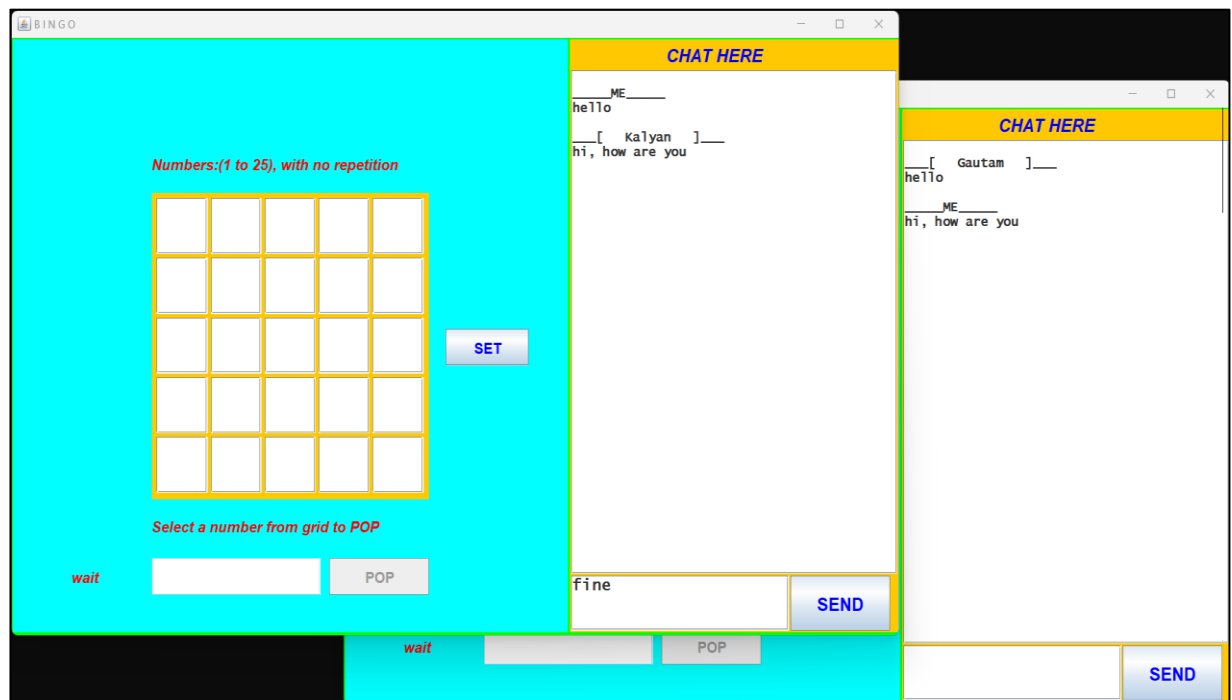 BINGO
CHAT HERE
_____ME_____
hello
___[ Kalyan ]___
hi, how are you
Numbers:(1 to 25), with no repetition
SET
Select a number from grid to POP
wait
POP
fine
SEND
CHAT HERE
___[ Gautam ]___
hello
_____ME_____
hi, how are you
wait
POP
SEND